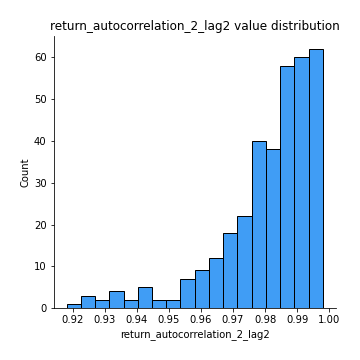 return_autocorrelation_2_lag2 value distribution
60
50
40
30
20
10
0
Count
0.92 0.93 0.94 0.95 0.96 0.97 0.98 0.99 1.00
return_autocorrelation_2_lag2